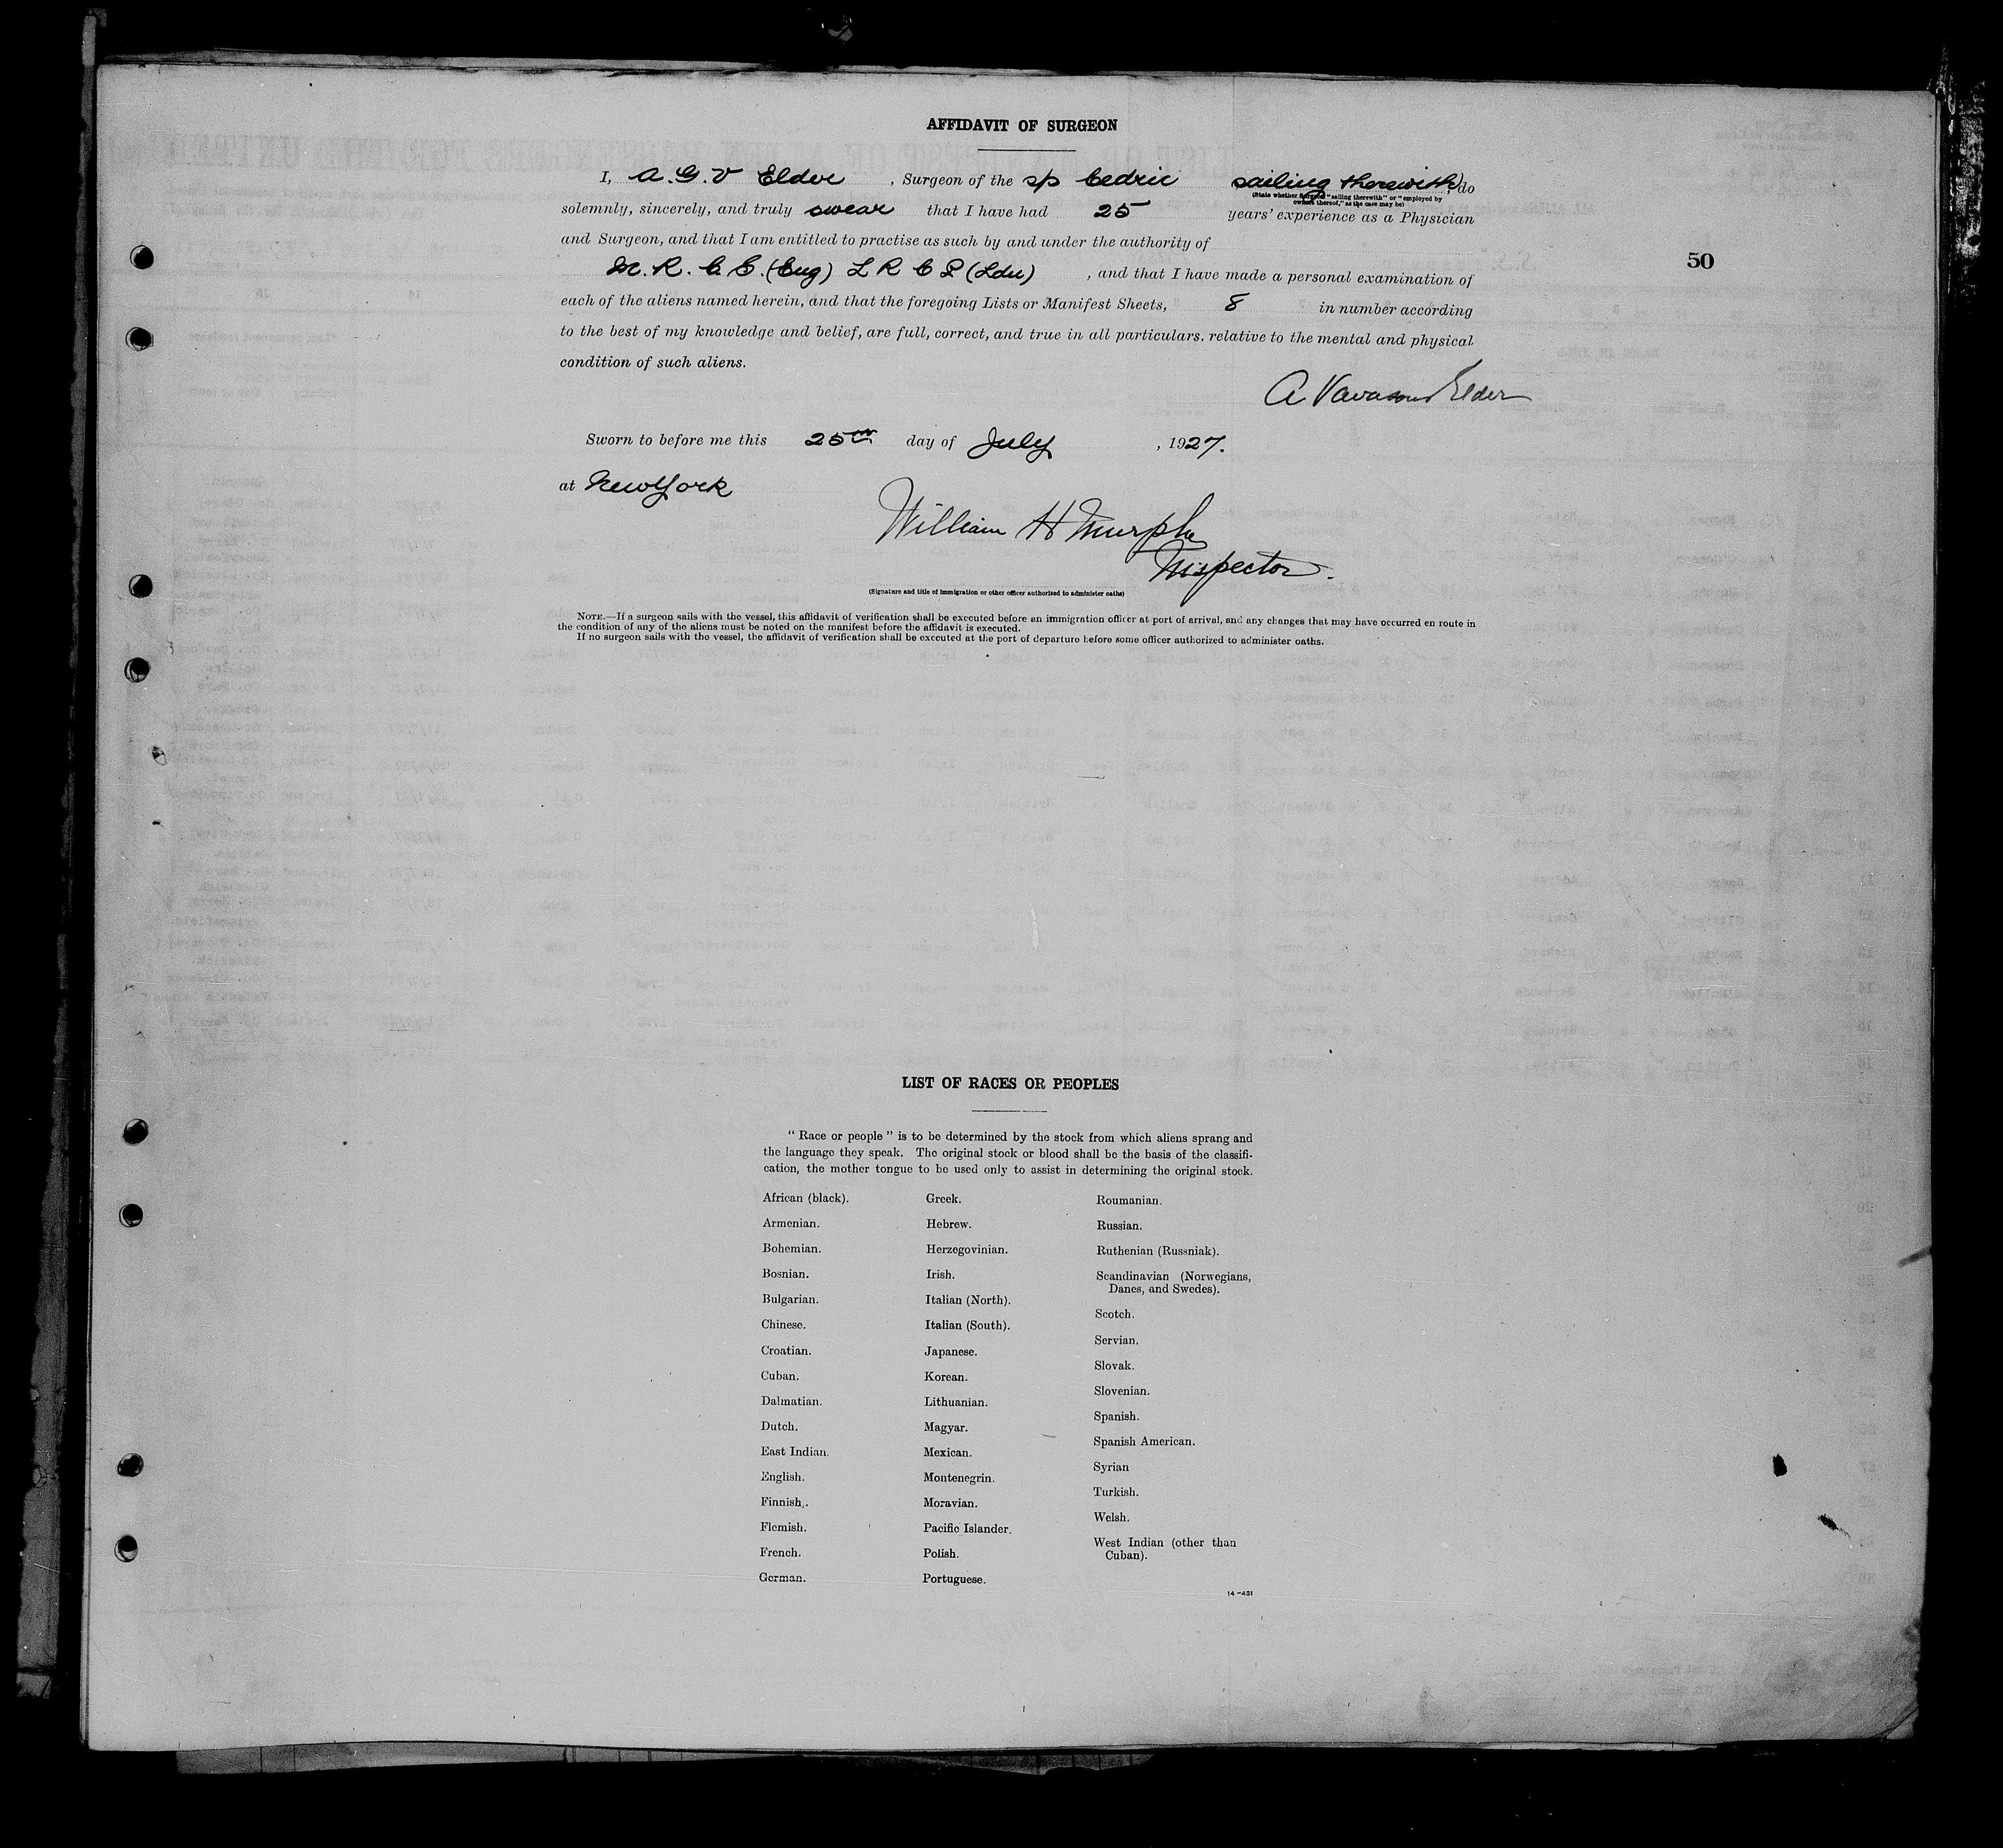 AFFIDAVIT OF SURGEON
I, A. G. V Elder , Surgeon of the sp Cedric sailing therewith, do
(State whether Surgeon "sailing therewith" or "employed by
owners thereof," as the case may be)
solemnly, sincerely, and truly swear that I have had 25 years' experience as a Physician
and Surgeon, and that I am entitled to practise as such by and under the authority of
50
M. R. C. S. (Eng) L R C P (Ldn) , and that I have made a personal examination of
each of the aliens named herein, and that the foregoing Lists or Manifest Sheets, 8 in number according
to the best of my knowledge and belief, are full, correct, and true in all particulars. relative to the mental and physical
condition of such aliens.
A Vavasour Elder
Sworn to before me this 25th day of July , 1927.
at New York
William H Murphy
Inspector.
(Signature and title of immigration or other officer authorized to administer oaths)
NOTE.—If a surgeon sails with the vessel, this affidavit of verification shall be executed before an immigration officer at port of arrival, and any changes that may have occurred en route in
the condition of any of the aliens must be noted on the manifest before the affidavit is executed.
If no surgeon sails with the vessel, the affidavit of verification shall be executed at the port of departure before some officer authorized to administer oaths.
LIST OF RACES OR PEOPLES
" Race or people " is to be determined by the stock from which aliens sprang and
the language they speak. The original stock or blood shall be the basis of the classifi-
cation, the mother tongue to be used only to assist in determining the original stock.
African (black).
Armenian.
Bohemian.
Bosnian.
Bulgarian.
Chinese.
Croatian.
Cuban.
Dalmatian.
Dutch.
East Indian.
English.
Finnish.
Flemish.
French.
German.
Greek.
Hebrew.
Herzegovinian.
Irish.
Italian (North).
Italian (South).
Japanese.
Korean.
Lithuanian.
Magyar.
Mexican.
Montenegrin.
Moravian.
Pacific Islander.
Polish.
Portuguese.
Roumanian.
Russian.
Ruthenian (Russniak).
Scandinavian (Norwegians,
Danes, and Swedes).
Scotch.
Servian.
Slovak.
Slovenian.
Spanish.
Spanish American.
Syrian
Turkish.
Welsh.
West Indian (other than
Cuban).
14-431